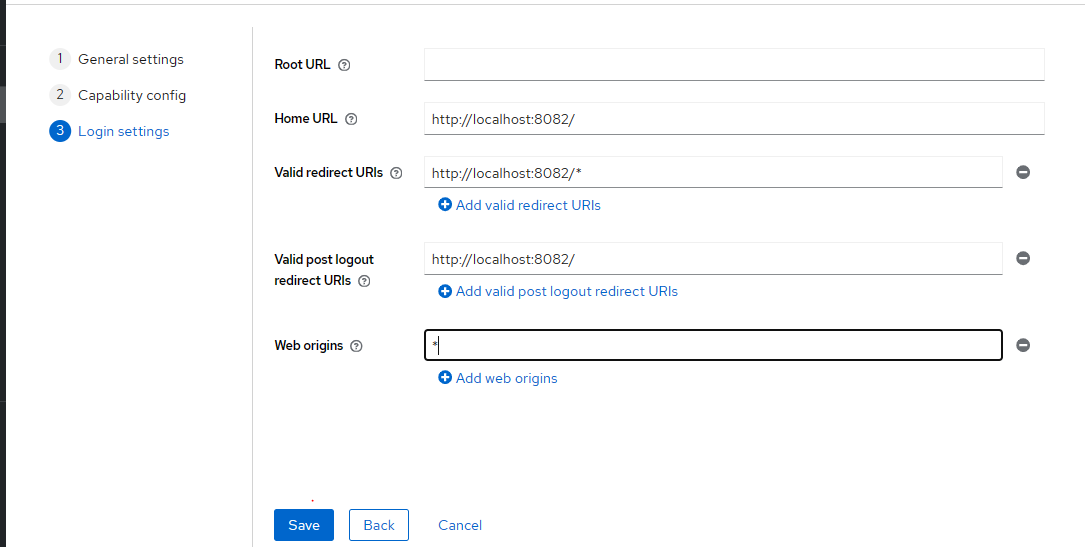 1 General settings
2 Capability config
3 Login settings
Root URL
Home URL http://localhost:8082/
Valid redirect URIs http://localhost:8082/*
Add valid redirect URIs
Valid post logout
redirect URIs http://localhost:8082/
Add valid post logout redirect URIs
Web origins *
Add web origins
Save Back Cancel